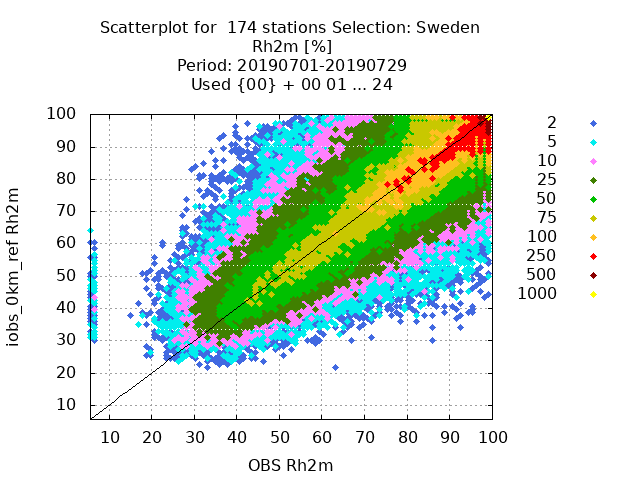 Scatterplot for  174 stations Selection: Sweden
Rh2m [%]
Period: 20190701-20190729
Used {00} + 00 01 ... 24
100
90
80
70
60
50
40
30
20
10
iobs_0km_ref Rh2m
10 20 30 40 50 60 70 80 90 100
OBS Rh2m
2
5
10
25
50
75
100
250
500
1000